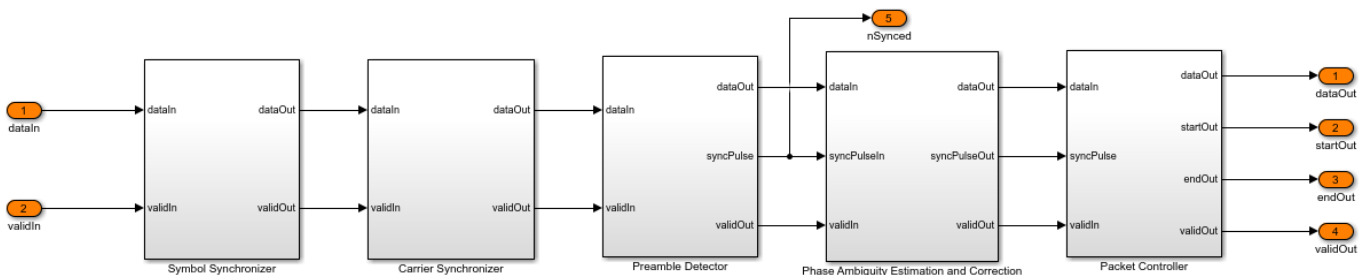 5
nSynced
1
dataIn
2
validIn
dataIn
dataOut
validIn
validOut
Symbol Synchronizer
dataIn
dataOut
validIn
validOut
Carrier Synchronizer
dataIn
dataOut
syncPulse
validIn
validOut
Preamble Detector
dataIn
dataOut
syncPulseIn
syncPulseOut
validIn
validOut
Phase Ambiguity Estimation and Correction
dataIn
dataOut
startOut
syncPulse
endOut
validIn
validOut
Packet Controller
1
dataOut
2
startOut
3
endOut
4
validOut